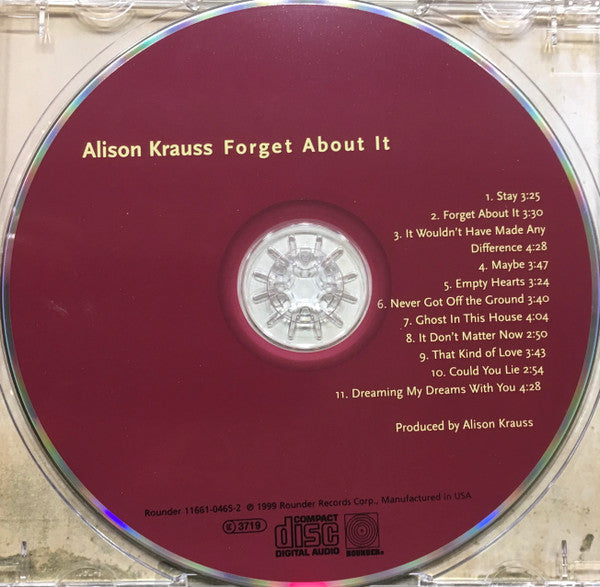 Alison Krauss Forget About It
1. Stay 3:25
2. Forget About It 3:30
3. It Wouldn't Have Made Any
Difference 4:28
4. Maybe 3:47
5. Empty Hearts 3:24
6. Never Got Off the Ground 3:40
7. Ghost In This House 4:04
8. It Don't Matter Now 2:50
9. That Kind of Love 3:43
10. Could You Lie 2:54
11. Dreaming My Dreams With You 4:28
Produced by Alison Krauss
Rounder 11661-0465-2 ℗ 1999 Rounder Records Corp., Manufactured in USA
3719
COMPACT
disc
DIGITAL AUDIO
ROUNDER®